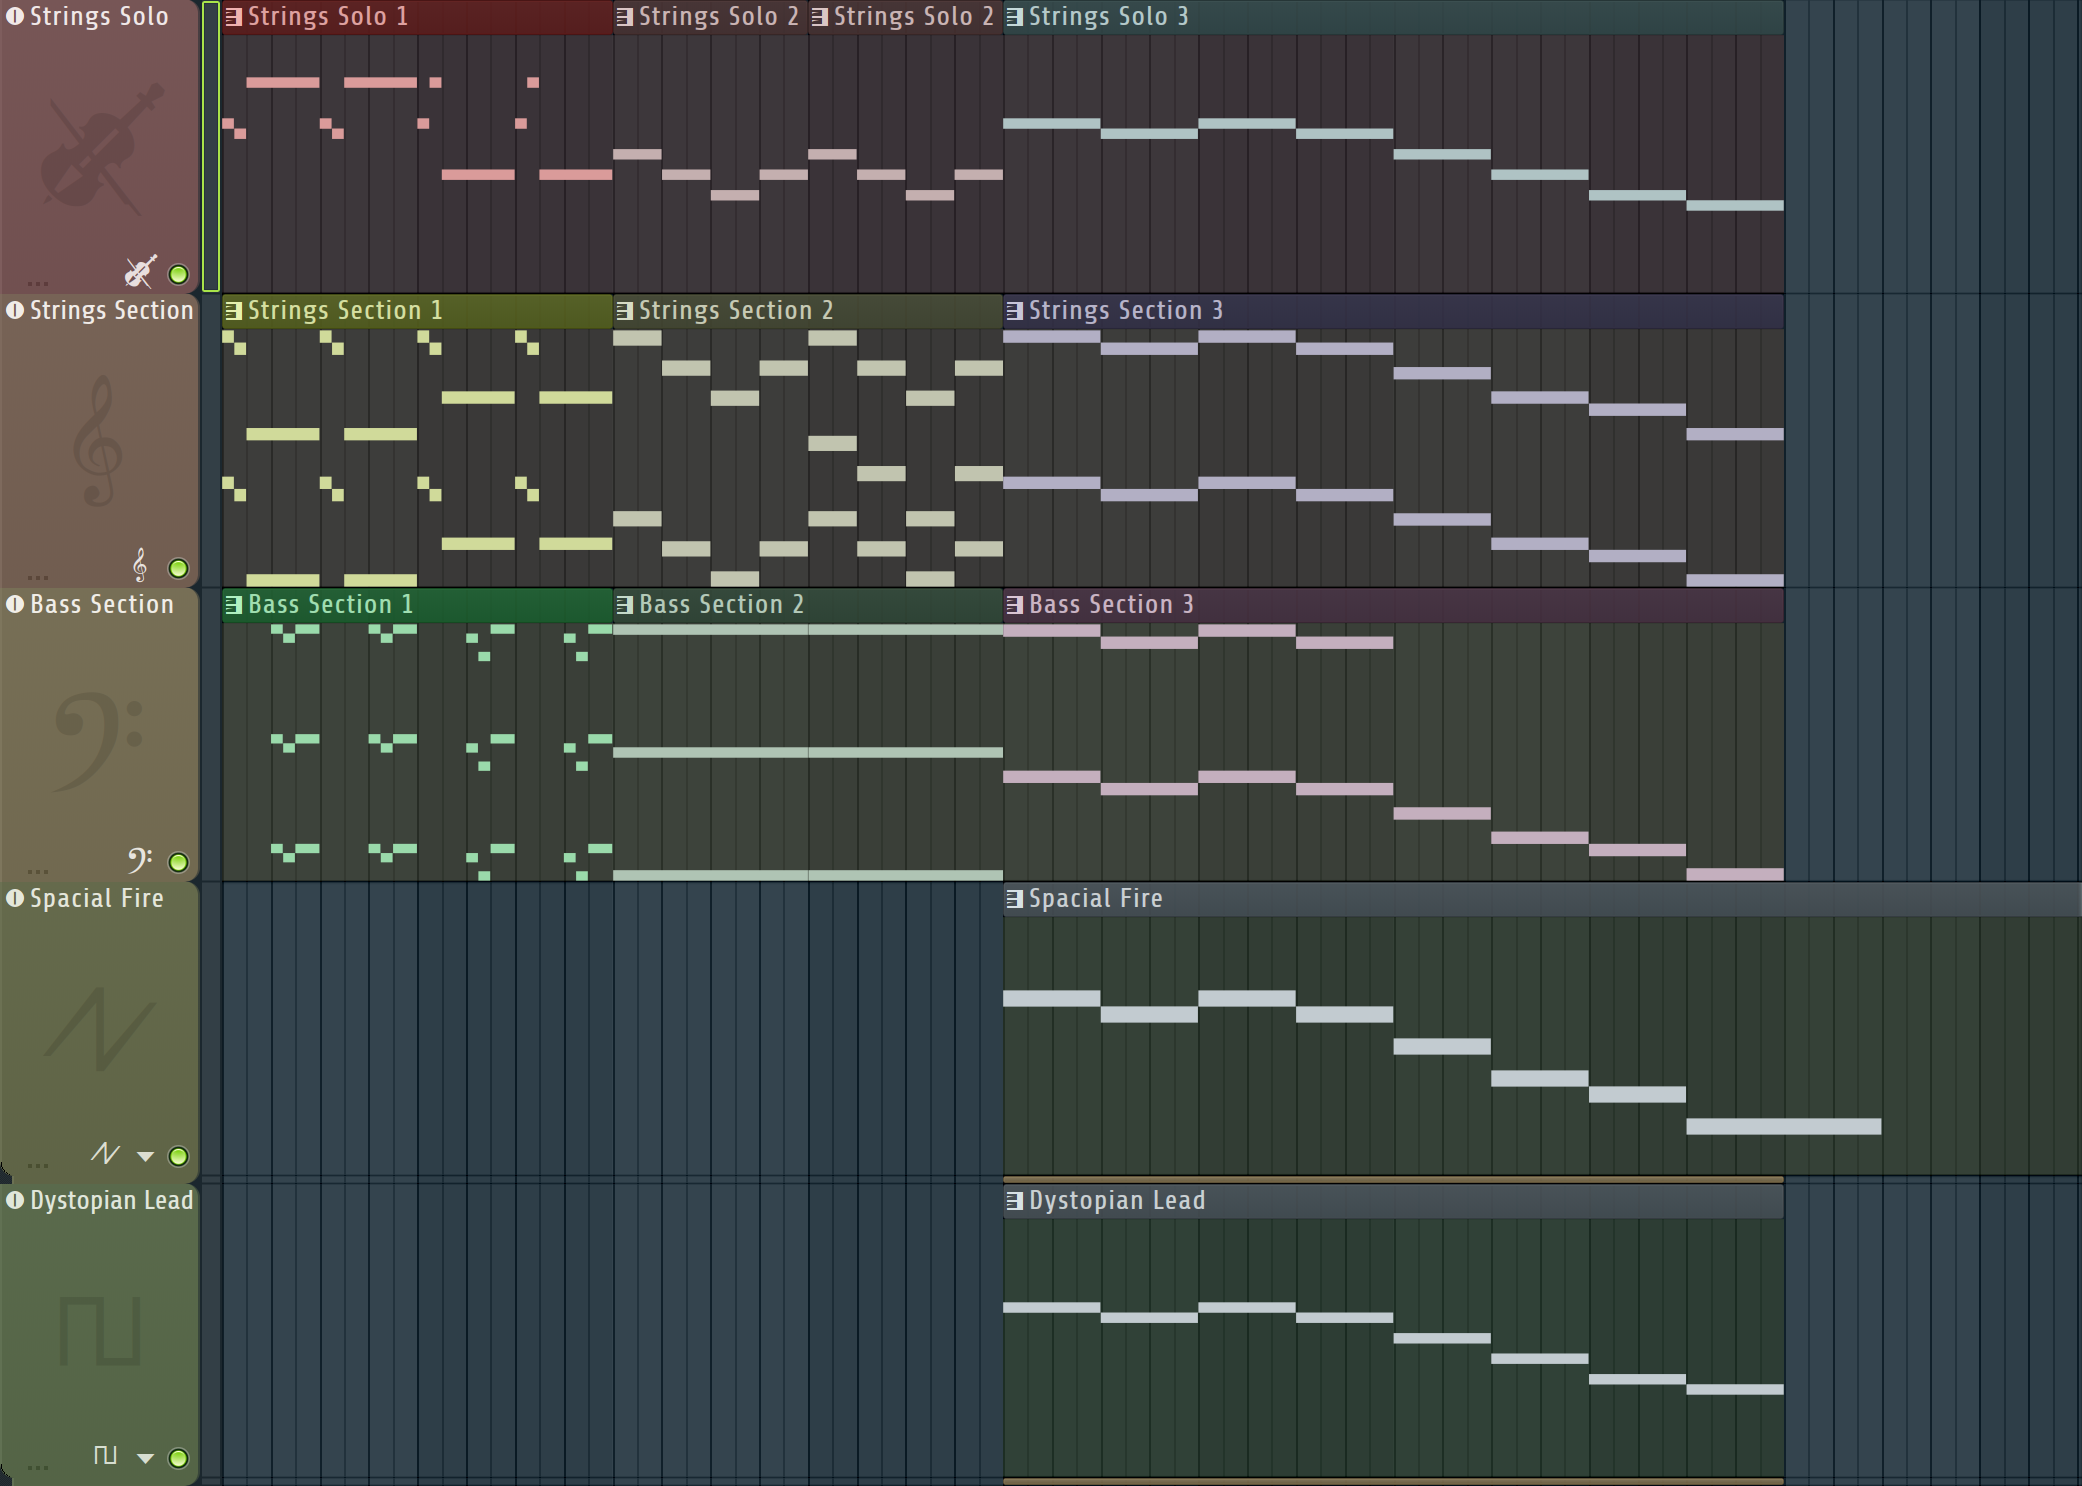 Strings Solo
Strings Solo 1
Strings Solo 2
Strings Solo 2
Strings Solo 3
Strings Section
Strings Section 1
Strings Section 2
Strings Section 3
Bass Section
Bass Section 1
Bass Section 2
Bass Section 3
Spacial Fire
Spacial Fire
Dystopian Lead
Dystopian Lead